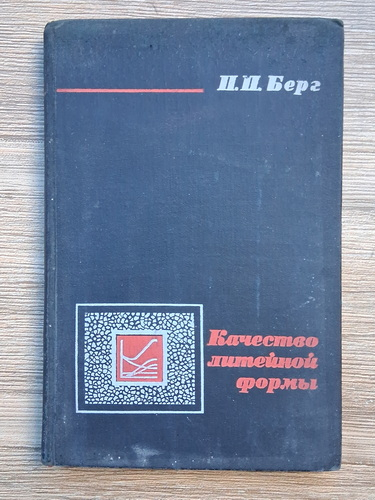 П.П. Берг
Качество
литейной
формы